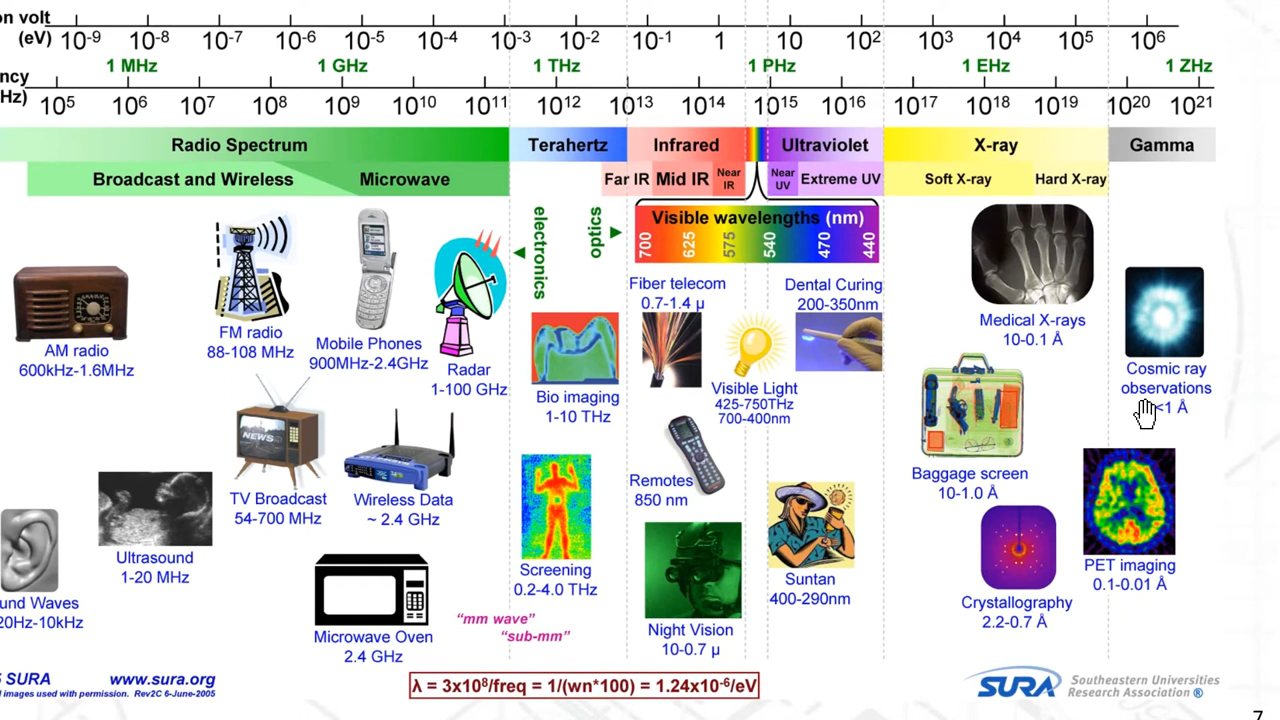 on volt
(eV) 10-9 10-8 10-7 10-6 10-5 10-4 10-3 10-2 10-1 1 10 102 103 104 105 106
1 MHz 1 GHz 1 THz 1 PHz 1 EHz 1 ZHz
ncy
Hz) 105 106 107 108 109 1010 1011 1012 1013 1014 1015 1016 1017 1018 1019 1020 1021
Radio Spectrum Terahertz Infrared Ultraviolet X-ray Gamma
Broadcast and Wireless Microwave Far IR Mid IR Near IR Near UV Extreme UV Soft X-ray Hard X-ray
electronics
optics
Visible wavelengths (nm)
700 625 575 540 470 440
AM radio
600kHz-1.6MHz
FM radio
88-108 MHz
Mobile Phones
900MHz-2.4GHz
Radar
1-100 GHz
Bio imaging
1-10 THz
Fiber telecom
0.7-1.4 µ
Visible Light
425-750THz
700-400nm
Dental Curing
200-350nm
Medical X-rays
10-0.1 Å
Cosmic ray
observations
<1 Å
Ultrasound
1-20 MHz
NEWS
TV Broadcast
54-700 MHz
Wireless Data
~ 2.4 GHz
Screening
0.2-4.0 THz
Remotes
850 nm
Suntan
400-290nm
Baggage screen
10-1.0 Å
Crystallography
2.2-0.7 Å
PET imaging
0.1-0.01 Å
und Waves
20Hz-10kHz
Microwave Oven
2.4 GHz
“mm wave”
“sub-mm”
Night Vision
10-0.7 µ
SURA www.sura.org
images used with permission. Rev2C 6-June-2005
λ = 3x108/freq = 1/(wn*100) = 1.24x10-6/eV
SURA Southeastern Universities
Research Association ®